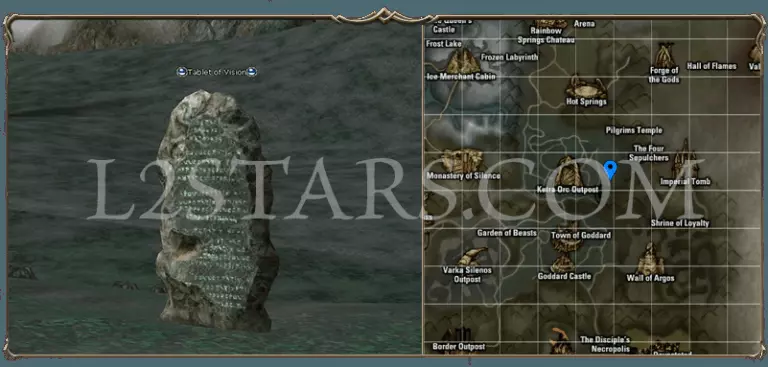 Tablet of Vision
L2STARS.COM
Castle
Arena
Rainbow
Springs Chateau
Frost Lake
Frozen Labyrinth
Ice Merchant Cabin
Forge of
the Gods
Hall of Flames
Hot Springs
Pilgrims Temple
The Four
Sepulchers
Monastery of Silence
Ketra Orc Outpost
Imperial Tomb
Shrine of Loyalty
Garden of Beasts
Town of Goddard
Varka Silenos
Outpost
Goddard Castle
Wall of Argos
Border Outpost
The Disciple's
Necropolis